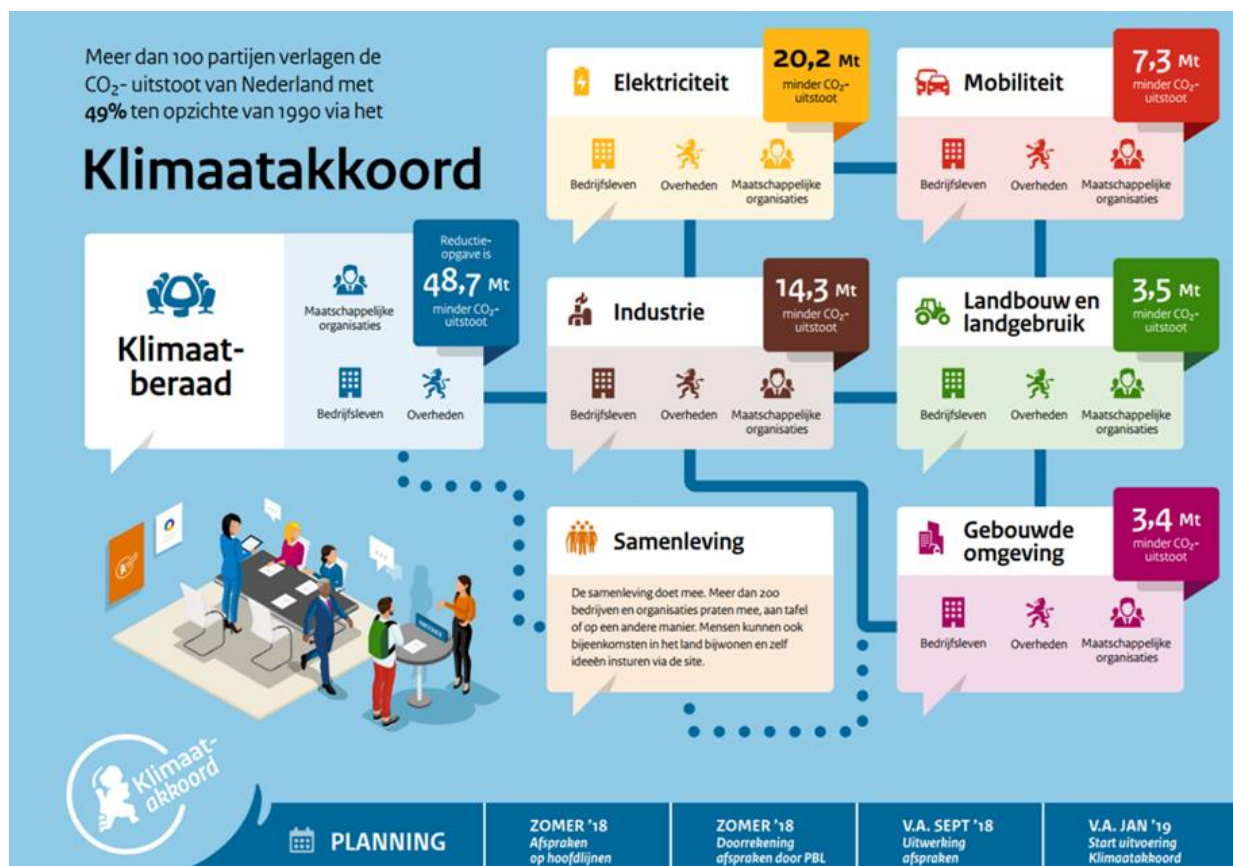 Meer dan 100 partijen verlagen de
CO₂- uitstoot van Nederland met
49% ten opzichte van 1990 via het
Klimaatakkoord
Klimaat-
beraad
Maatschappelijke
organisaties
Bedrijfsleven
Overheden
Reductie-
opgave is
48,7 Mt
minder CO₂-
uitstoot
Elektriciteit
20,2 Mt
minder CO₂-
uitstoot
Bedrijfsleven
Overheden
Maatschappelijke
organisaties
Mobiliteit
7,3 Mt
minder CO₂-
uitstoot
Bedrijfsleven
Overheden
Maatschappelijke
organisaties
Industrie
14,3 Mt
minder CO₂-
uitstoot
Bedrijfsleven
Overheden
Maatschappelijke
organisaties
Landbouw en
landgebruik
3,5 Mt
minder CO₂-
uitstoot
Bedrijfsleven
Overheden
Maatschappelijke
organisaties
Samenleving
De samenleving doet mee. Meer dan 200
bedrijven en organisaties praten mee, aan tafel
of op een andere manier. Mensen kunnen ook
bijeenkomsten in het land bijwonen en zelf
ideeën insturen via de site.
Gebouwde
omgeving
3,4 Mt
minder CO₂-
uitstoot
Bedrijfsleven
Overheden
Maatschappelijke
organisaties
Klimaat-
akkoord
PLANNING
ZOMER '18
Afspraken
op hoofdlijnen
ZOMER '18
Doorrekening
afspraken door PBL
V.A. SEPT '18
Uitwerking
afspraken
V.A. JAN '19
Start uitvoering
Klimaatakkoord